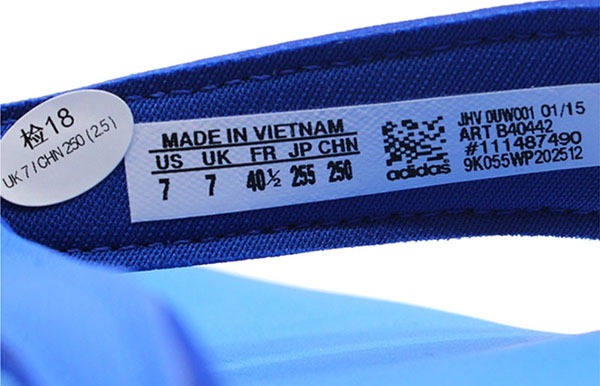 检18
UK 7 / CHN 250 (2.5)
MADE IN VIETNAM
US UK FR JP CHN
7 7 40½ 255 250
adidas
JHV 0UW001 01/15
ART B40442
#111487490
9K055WP202512